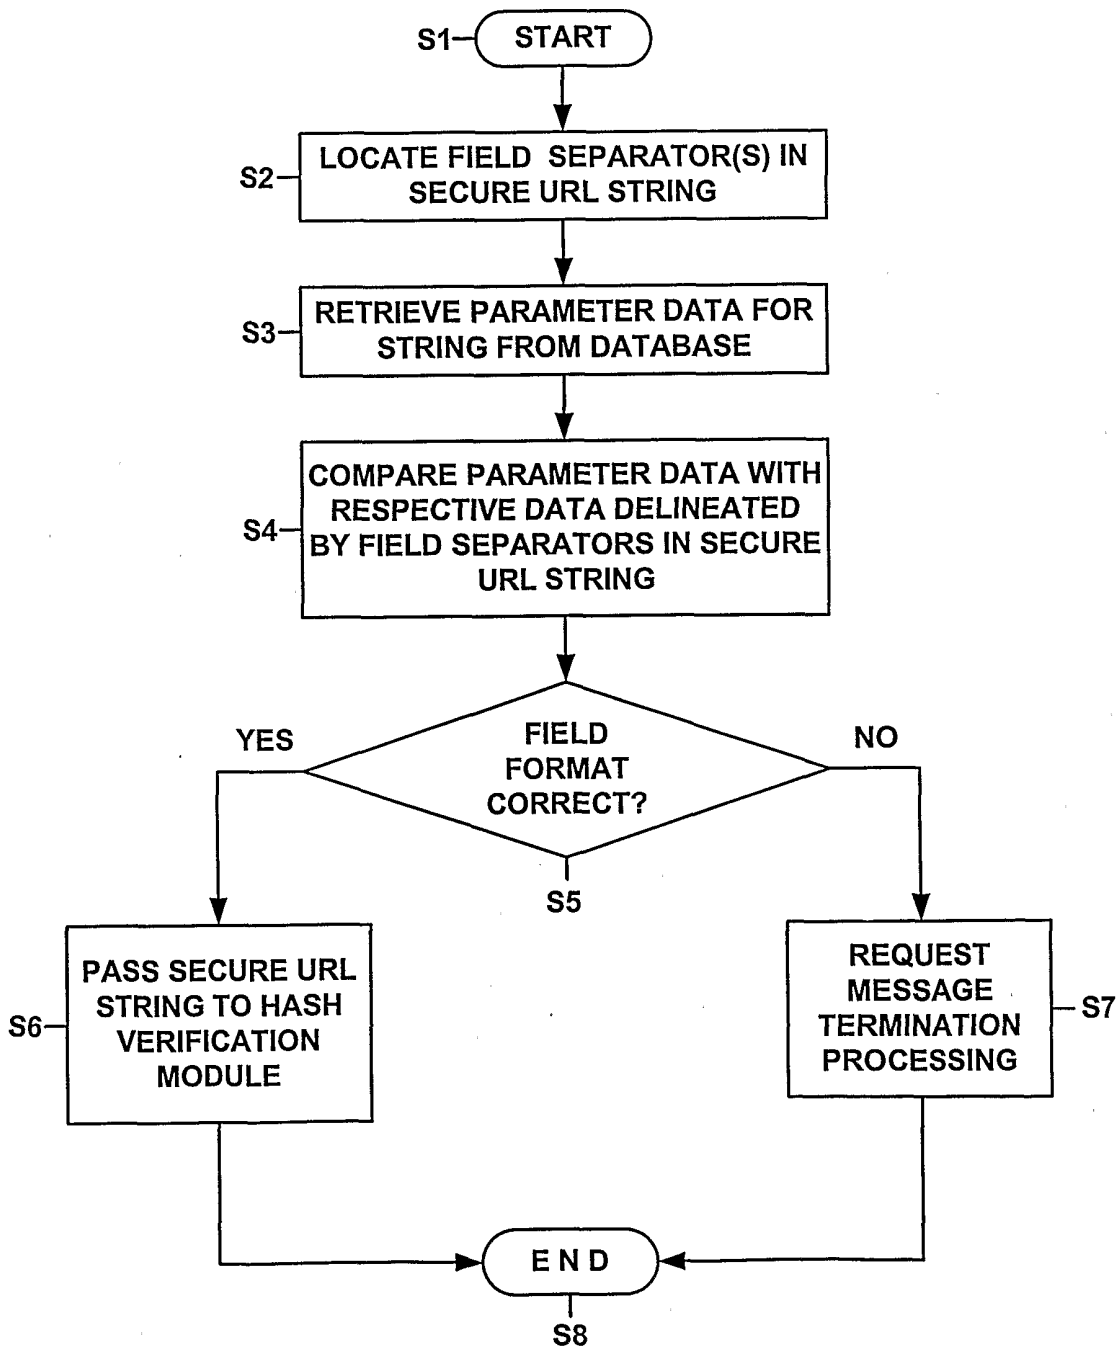 S1
START
S2
LOCATE FIELD SEPARATOR(S) IN
SECURE URL STRING
S3
RETRIEVE PARAMETER DATA FOR
STRING FROM DATABASE
S4
COMPARE PARAMETER DATA WITH
RESPECTIVE DATA DELINEATED
BY FIELD SEPARATORS IN SECURE
URL STRING
YES
FIELD
FORMAT
CORRECT?
NO
S5
S6
PASS SECURE URL
STRING TO HASH
VERIFICATION
MODULE
REQUEST
MESSAGE
TERMINATION
PROCESSING
S7
END
S8